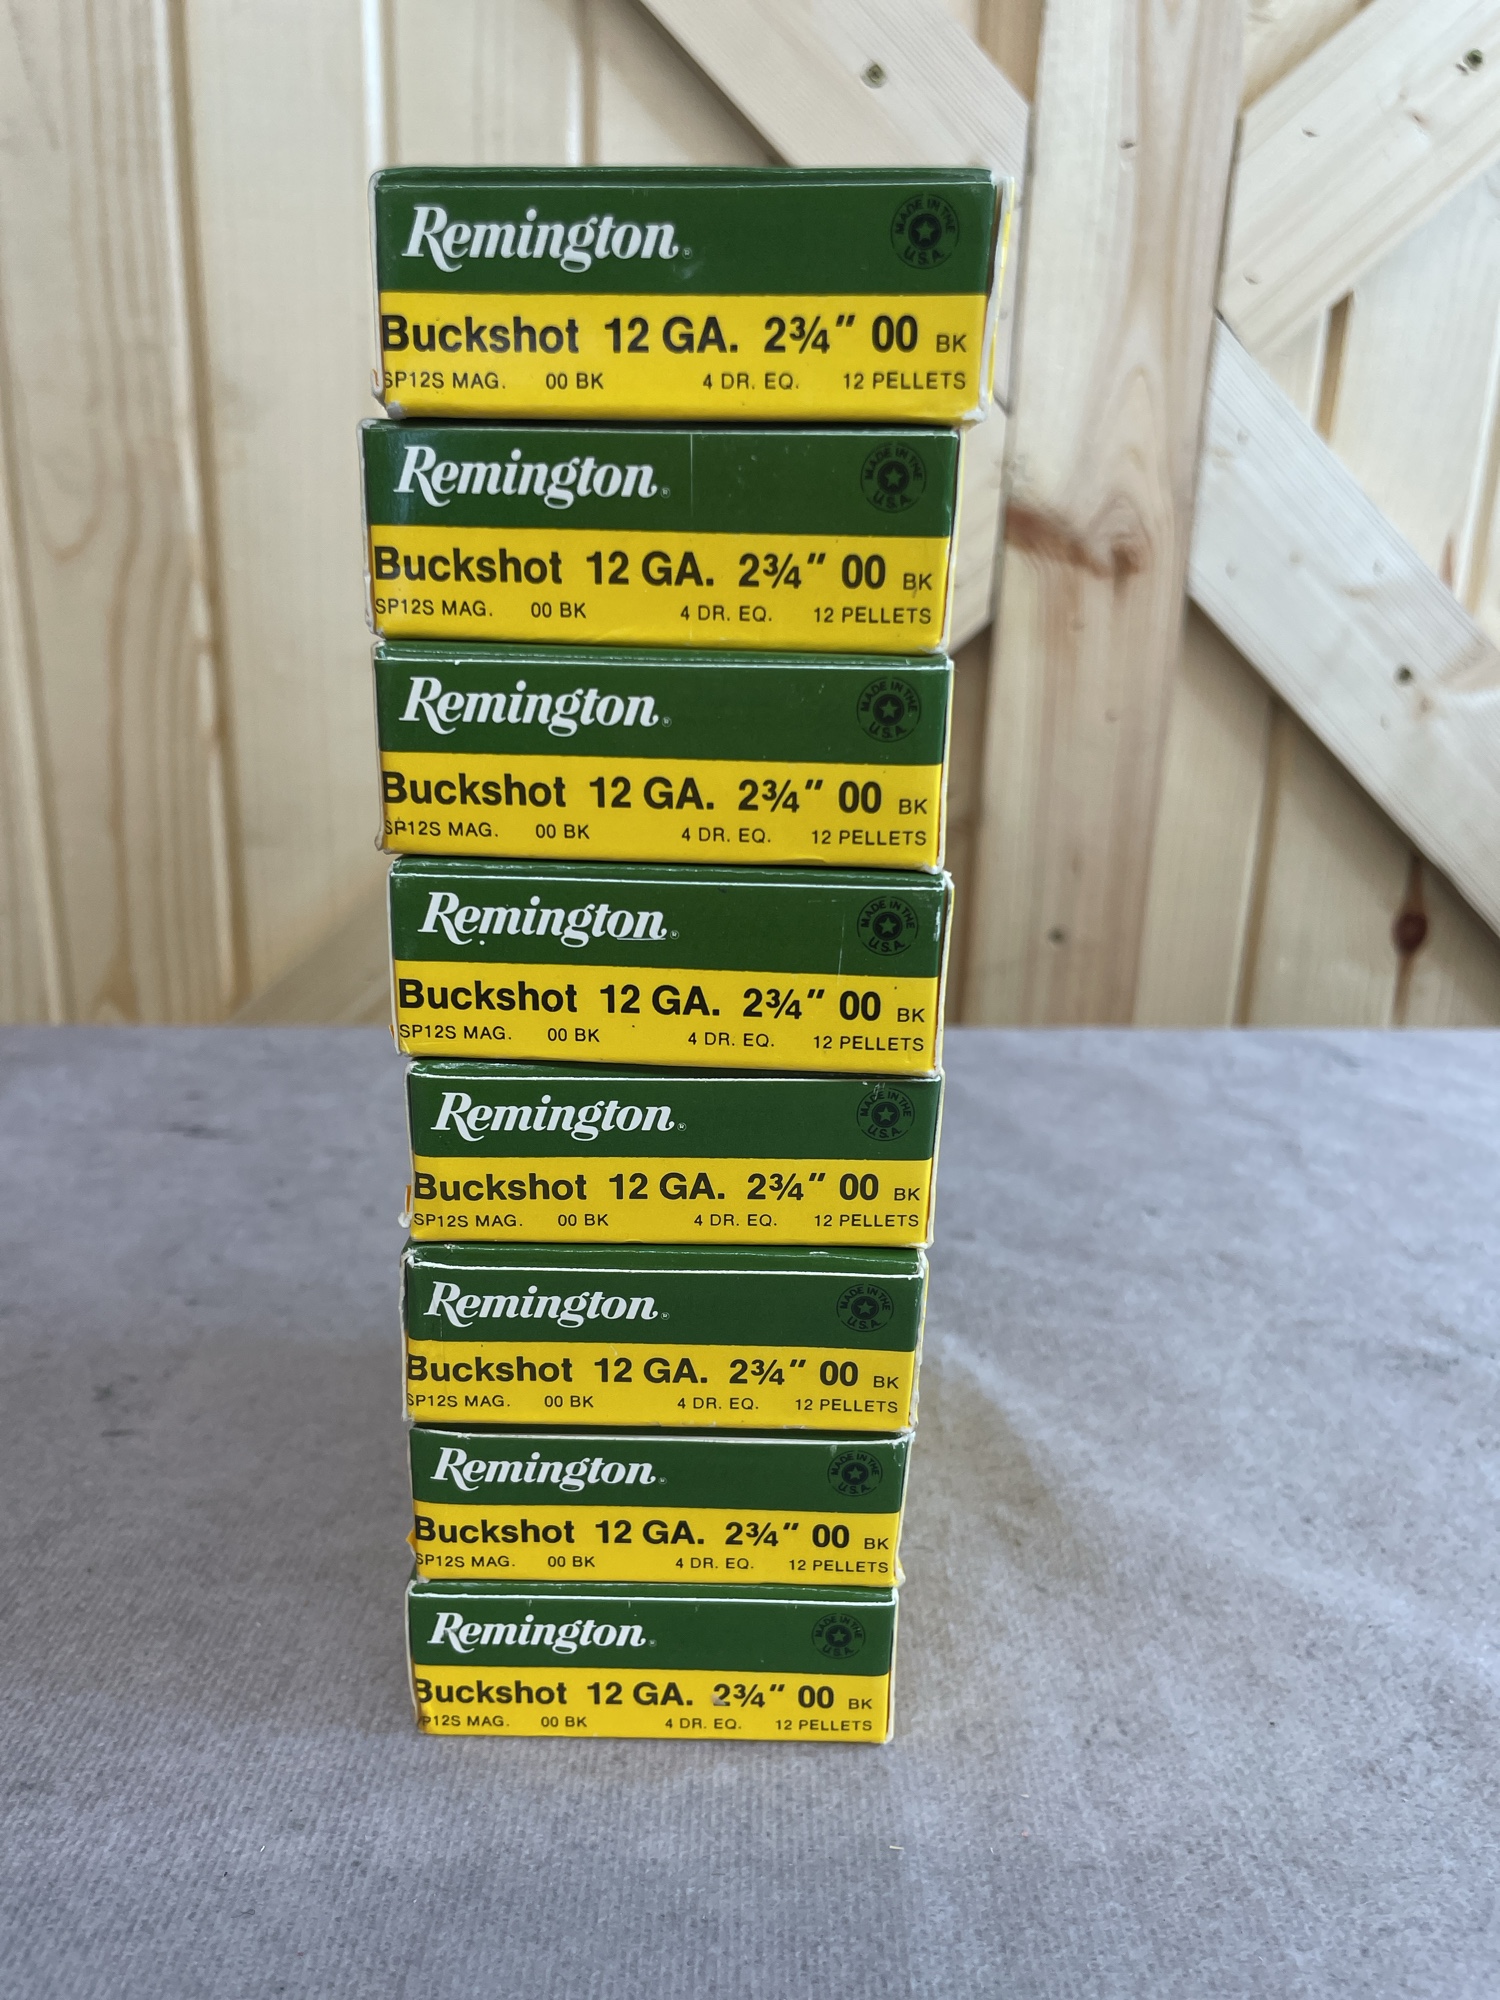 Remington®
MADE IN THE U.S.A.
Buckshot 12 GA. 2¾" 00 BK
SP12S MAG. 00 BK 4 DR. EQ. 12 PELLETS
Remington®
MADE IN THE U.S.A.
Buckshot 12 GA. 2¾" 00 BK
SP12S MAG. 00 BK 4 DR. EQ. 12 PELLETS
Remington®
MADE IN THE U.S.A.
Buckshot 12 GA. 2¾" 00 BK
SP12S MAG. 00 BK 4 DR. EQ. 12 PELLETS
Remington®
MADE IN THE U.S.A.
Buckshot 12 GA. 2¾" 00 BK
SP12S MAG. 00 BK 4 DR. EQ. 12 PELLETS
Remington®
MADE IN THE U.S.A.
Buckshot 12 GA. 2¾" 00 BK
SP12S MAG. 00 BK 4 DR. EQ. 12 PELLETS
Remington®
MADE IN THE U.S.A.
Buckshot 12 GA. 2¾" 00 BK
SP12S MAG. 00 BK 4 DR. EQ. 12 PELLETS
Remington®
MADE IN THE U.S.A.
Buckshot 12 GA. 2¾" 00 BK
SP12S MAG. 00 BK 4 DR. EQ. 12 PELLETS
Remington®
MADE IN THE U.S.A.
Buckshot 12 GA. 2¾" 00 BK
P12S MAG. 00 BK 4 DR. EQ. 12 PELLETS